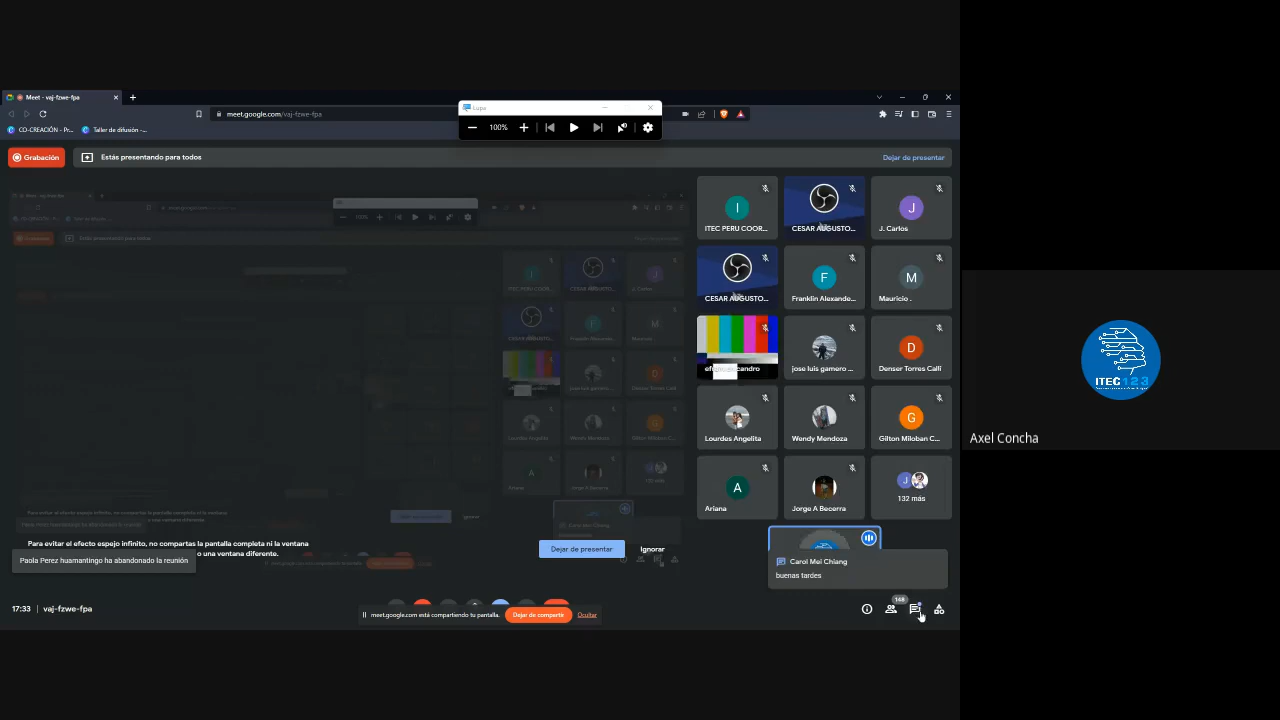 Meet - vaj-fzwe-fpa
meet.google.com/vaj-fzwe-fpa
CO-CREACIÓN - Pr...
Taller de difusión -...
Lupa
100%
Grabación
Estás presentando para todos
Dejar de presentar
I
ITEC PERU COOR...
CESAR AUGUSTO...
J
J. Carlos
CESAR AUGUSTO...
F
Franklin Alexande...
M
Mauricio .
jose luis gamero ...
D
Denser Torres Calli
Lourdes Angelita
Wendy Mendoza
G
Gilton Miloban C...
A
Ariana
Jorge A Becerra
J
132 más
Para evitar el efecto espejo infinito, no compartas la pantalla completa ni la ventana
o una ventana diferente.
Dejar de presentar
Ignorar
Paola Perez huamantingo ha abandonado la reunión
Carol Mei Chiang
buenas tardes
17:33 | vaj-fzwe-fpa
meet.google.com está compartiendo tu pantalla.
Dejar de compartir
Ocultar
148
ITEC 123
Axel Concha